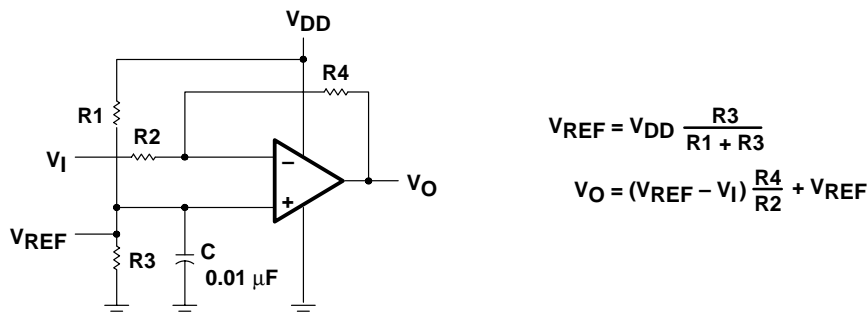 VDD
R4
R1
R2
VI
−
+
VO
VREF
R3
C
0.01 μF
VREF = VDD R3 / R1 + R3
VO = (VREF − VI) R4 / R2 + VREF